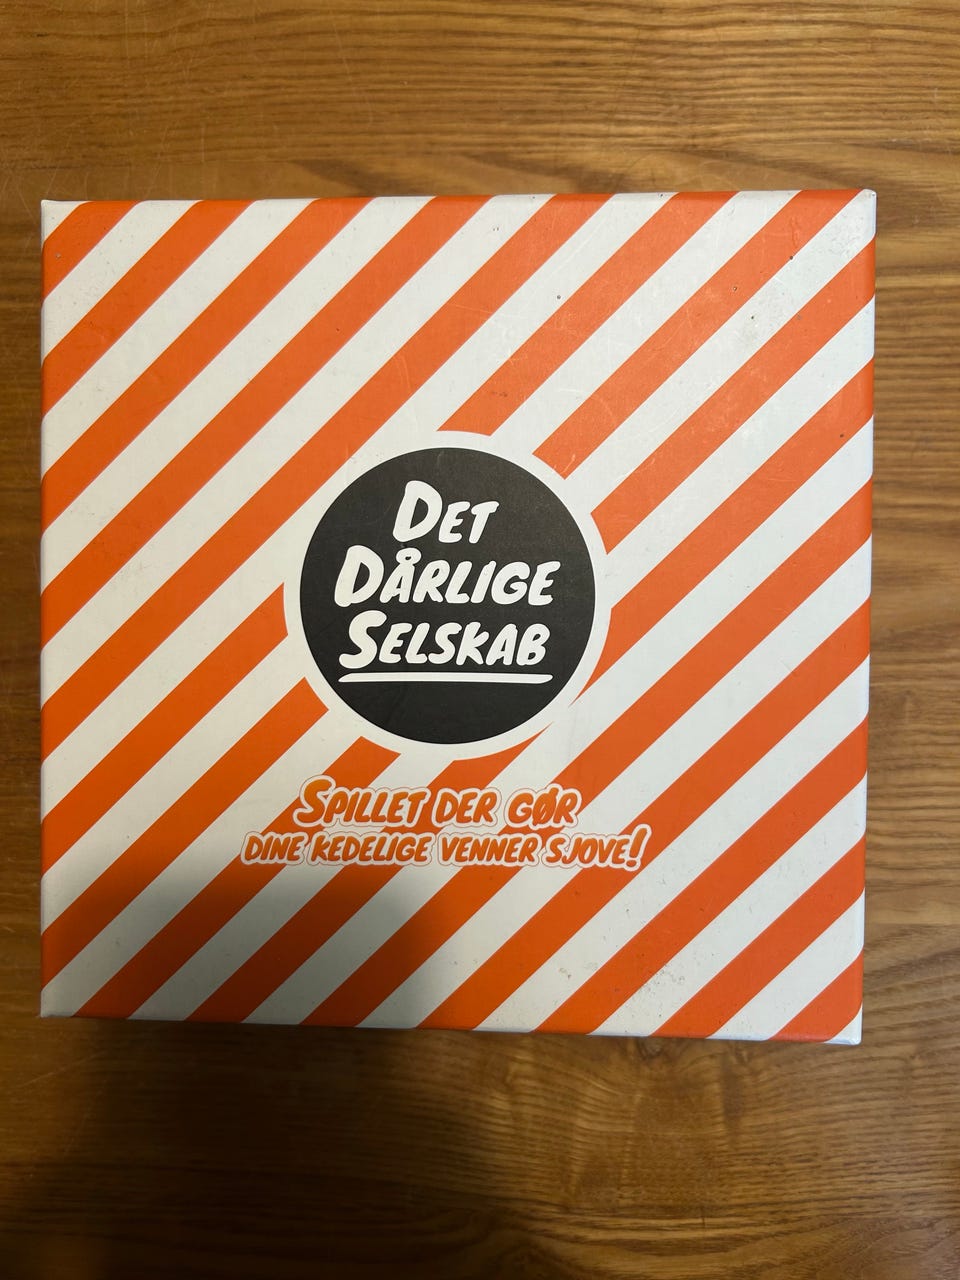 Det
Dårlige
Selskab
Spillet der gør
dine kedelige venner sjove!